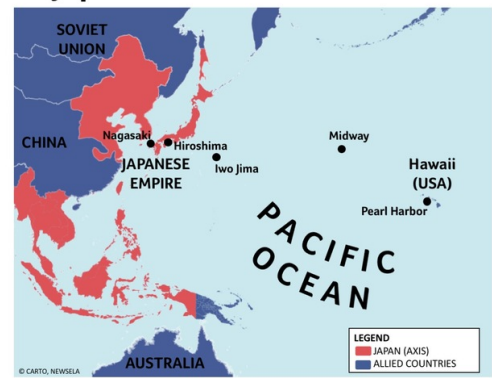 SOVIET
UNION
CHINA
Nagasaki
Hiroshima
JAPANESE
EMPIRE
Iwo Jima
Midway
Hawaii
(USA)
Pearl Harbor
PACIFIC
OCEAN
AUSTRALIA
LEGEND
JAPAN (AXIS)
ALLIED COUNTRIES
© CARTO, NEWSELA